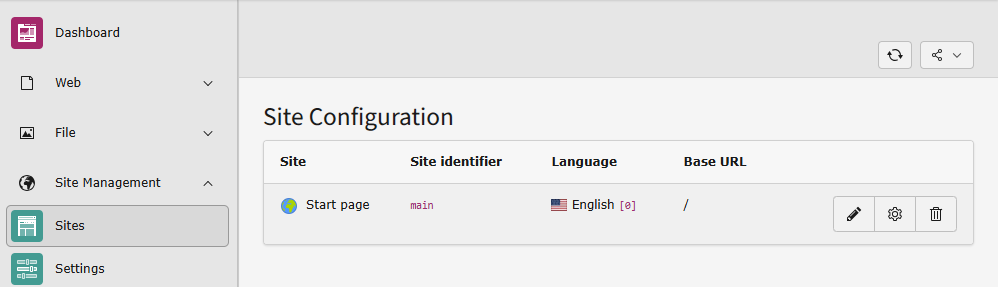 Dashboard
Web
File
Site Management
Sites
Settings
Site Configuration
Site Site identifier Language Base URL
Start page main English [0] /